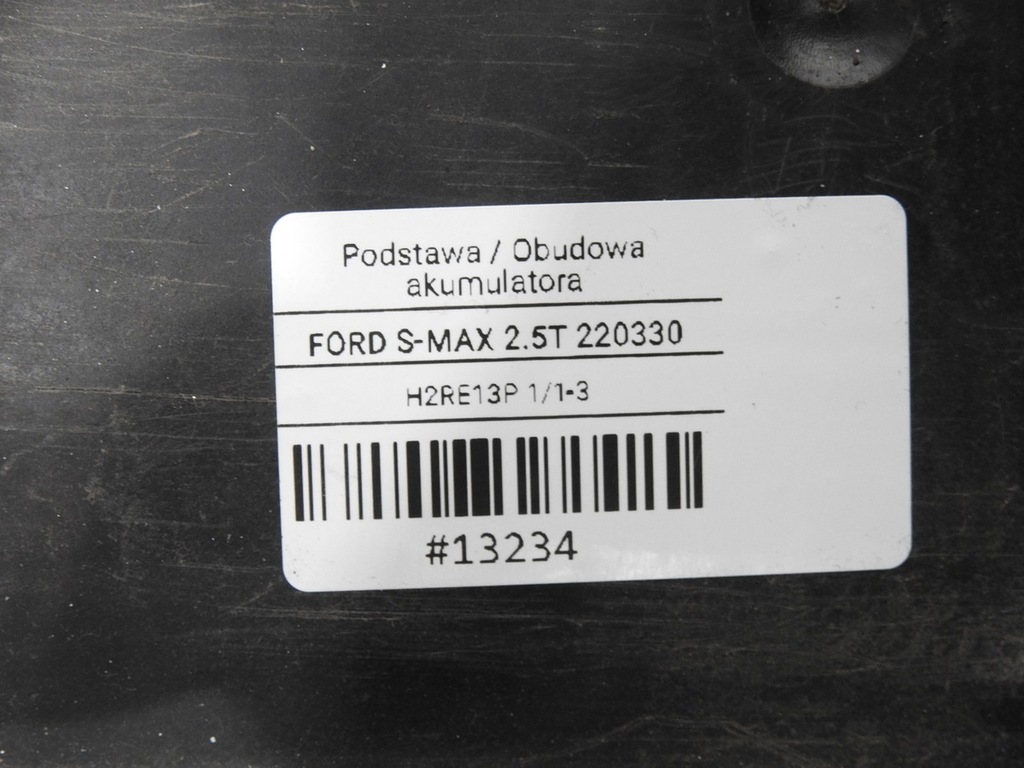 Podstawa / Obudowa
akumulatora
FORD S-MAX 2.5T 220330
H2RE13P 1/1-3
#13234